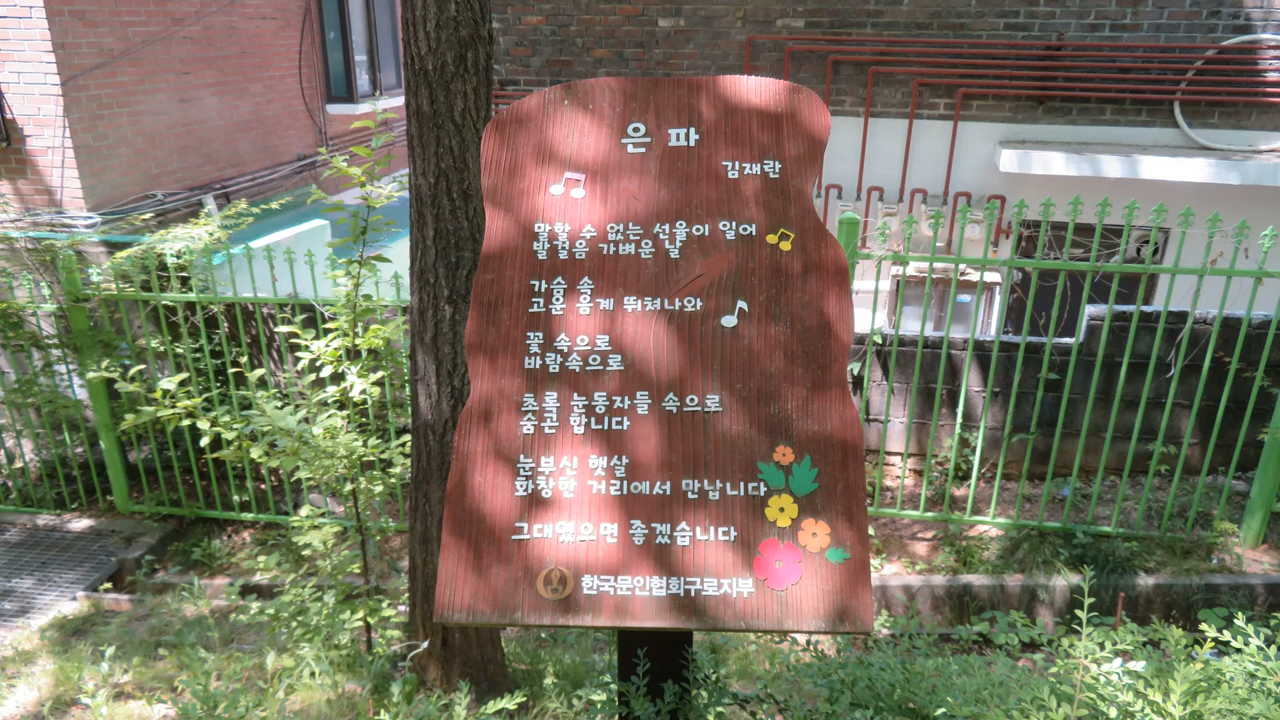 은 파
김재란
말할 수 없는 선율이 일어
발걸음 가벼운 날
가슴 속
고운 음계 뛰쳐나와
꽃 속으로
바람속으로
초록 눈동자들 속으로
숨곤 합니다
눈부신 햇살
화창한 거리에서 만납니다
그대였으면 좋겠습니다
한국문인협회구로지부